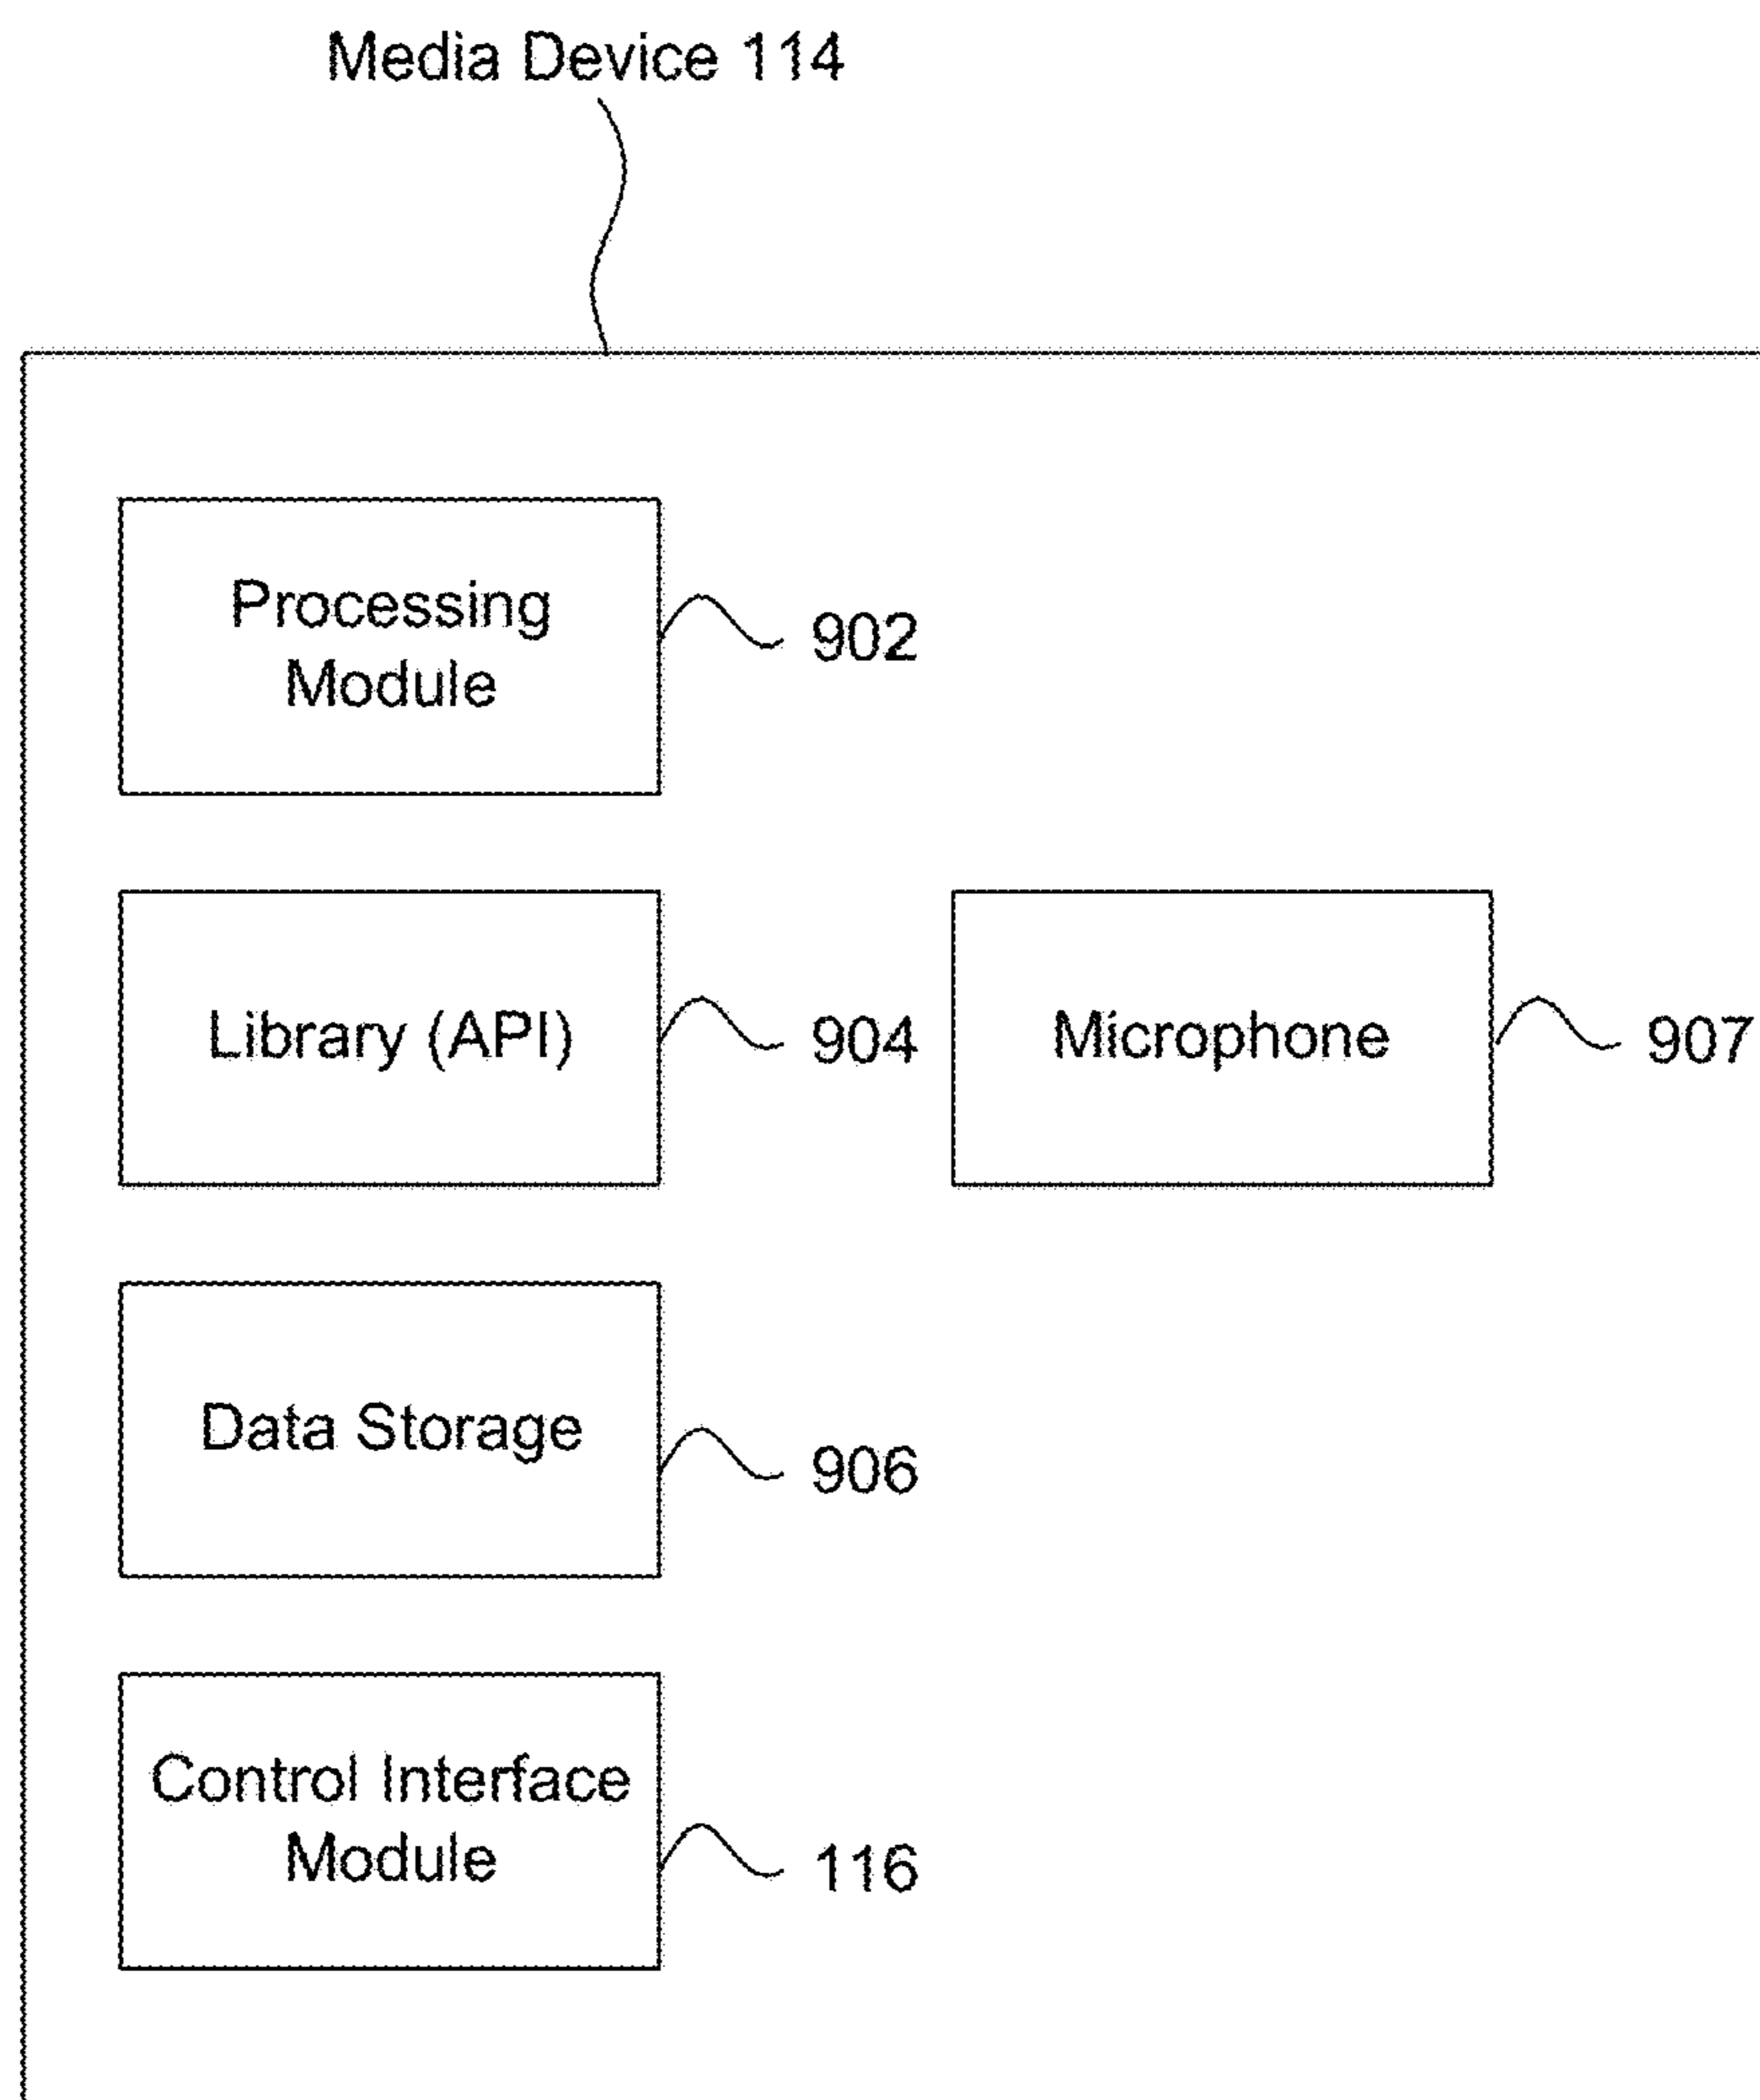 Media Device 114
Processing
Module
902
Library (API)
904
Microphone
907
Data Storage
906
Control Interface
Module
116